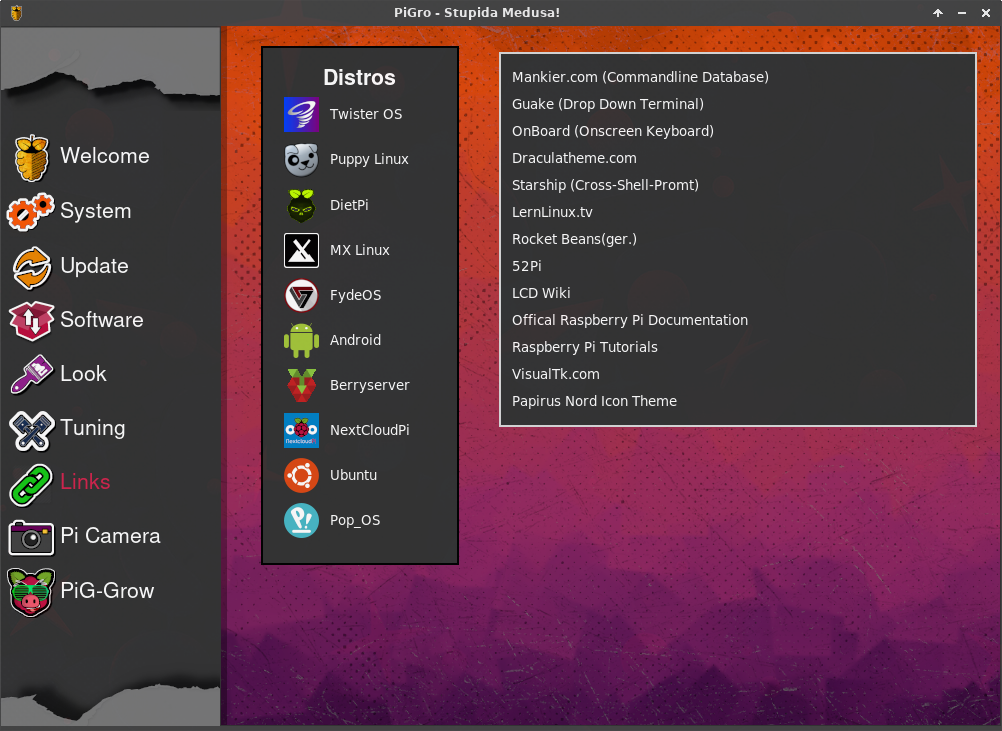 PiGro - Stupida Medusa!
Welcome
System
Update
Software
Look
Tuning
Links
Pi Camera
PiG-Grow
Distros
Twister OS
Puppy Linux
DietPi
MX Linux
FydeOS
Android
Berryserver
NextCloudPi
Nextcloud
Ubuntu
Pop_OS
P!
Mankier.com (Commandline Database)
Guake (Drop Down Terminal)
OnBoard (Onscreen Keyboard)
Draculatheme.com
Starship (Cross-Shell-Promt)
LernLinux.tv
Rocket Beans(ger.)
52Pi
LCD Wiki
Offical Raspberry Pi Documentation
Raspberry Pi Tutorials
VisualTk.com
Papirus Nord Icon Theme